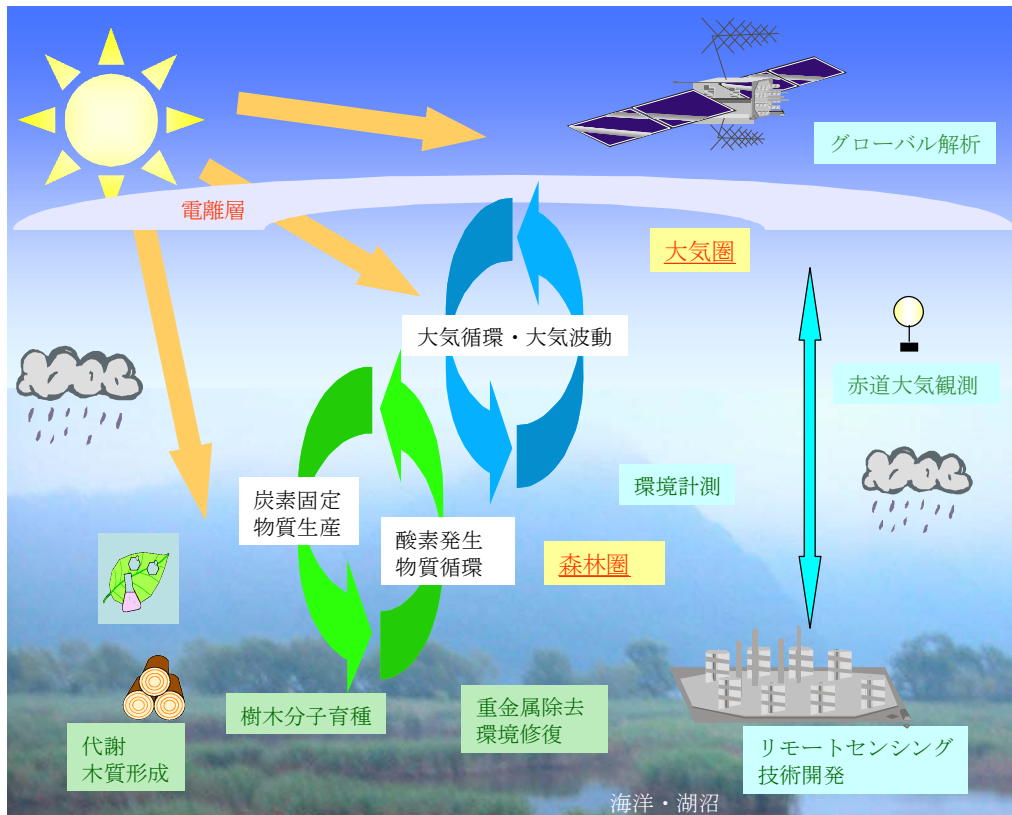 グローバル解析
電離層
大気圏
大気循環・大気波動
赤道大気観測
環境計測
炭素固定
物質生産
酸素発生
物質循環
森林圏
樹木分子育種
重金属除去
環境修復
代謝
木質形成
リモートセンシング
技術開発
海洋・湖沼